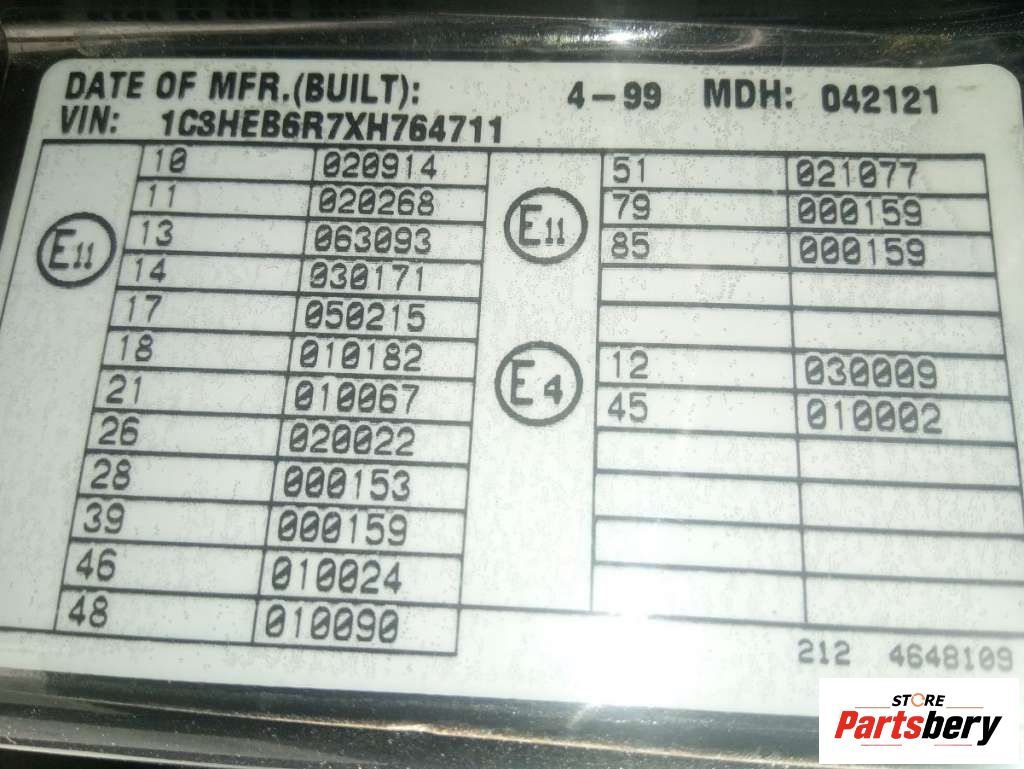 DATE OF MFR.(BUILT): 4-99 MDH: 042121
VIN: 1C3HEB6R7XH764711
E11
10 020914
11 020268
13 063093
14 030171
17 050215
18 010182
21 010067
26 020022
28 000153
39 000159
46 010024
48 010090
E11
51 021077
79 000159
85 000159
E4
12 030009
45 010002
212 4648109
STORE
Partsbery